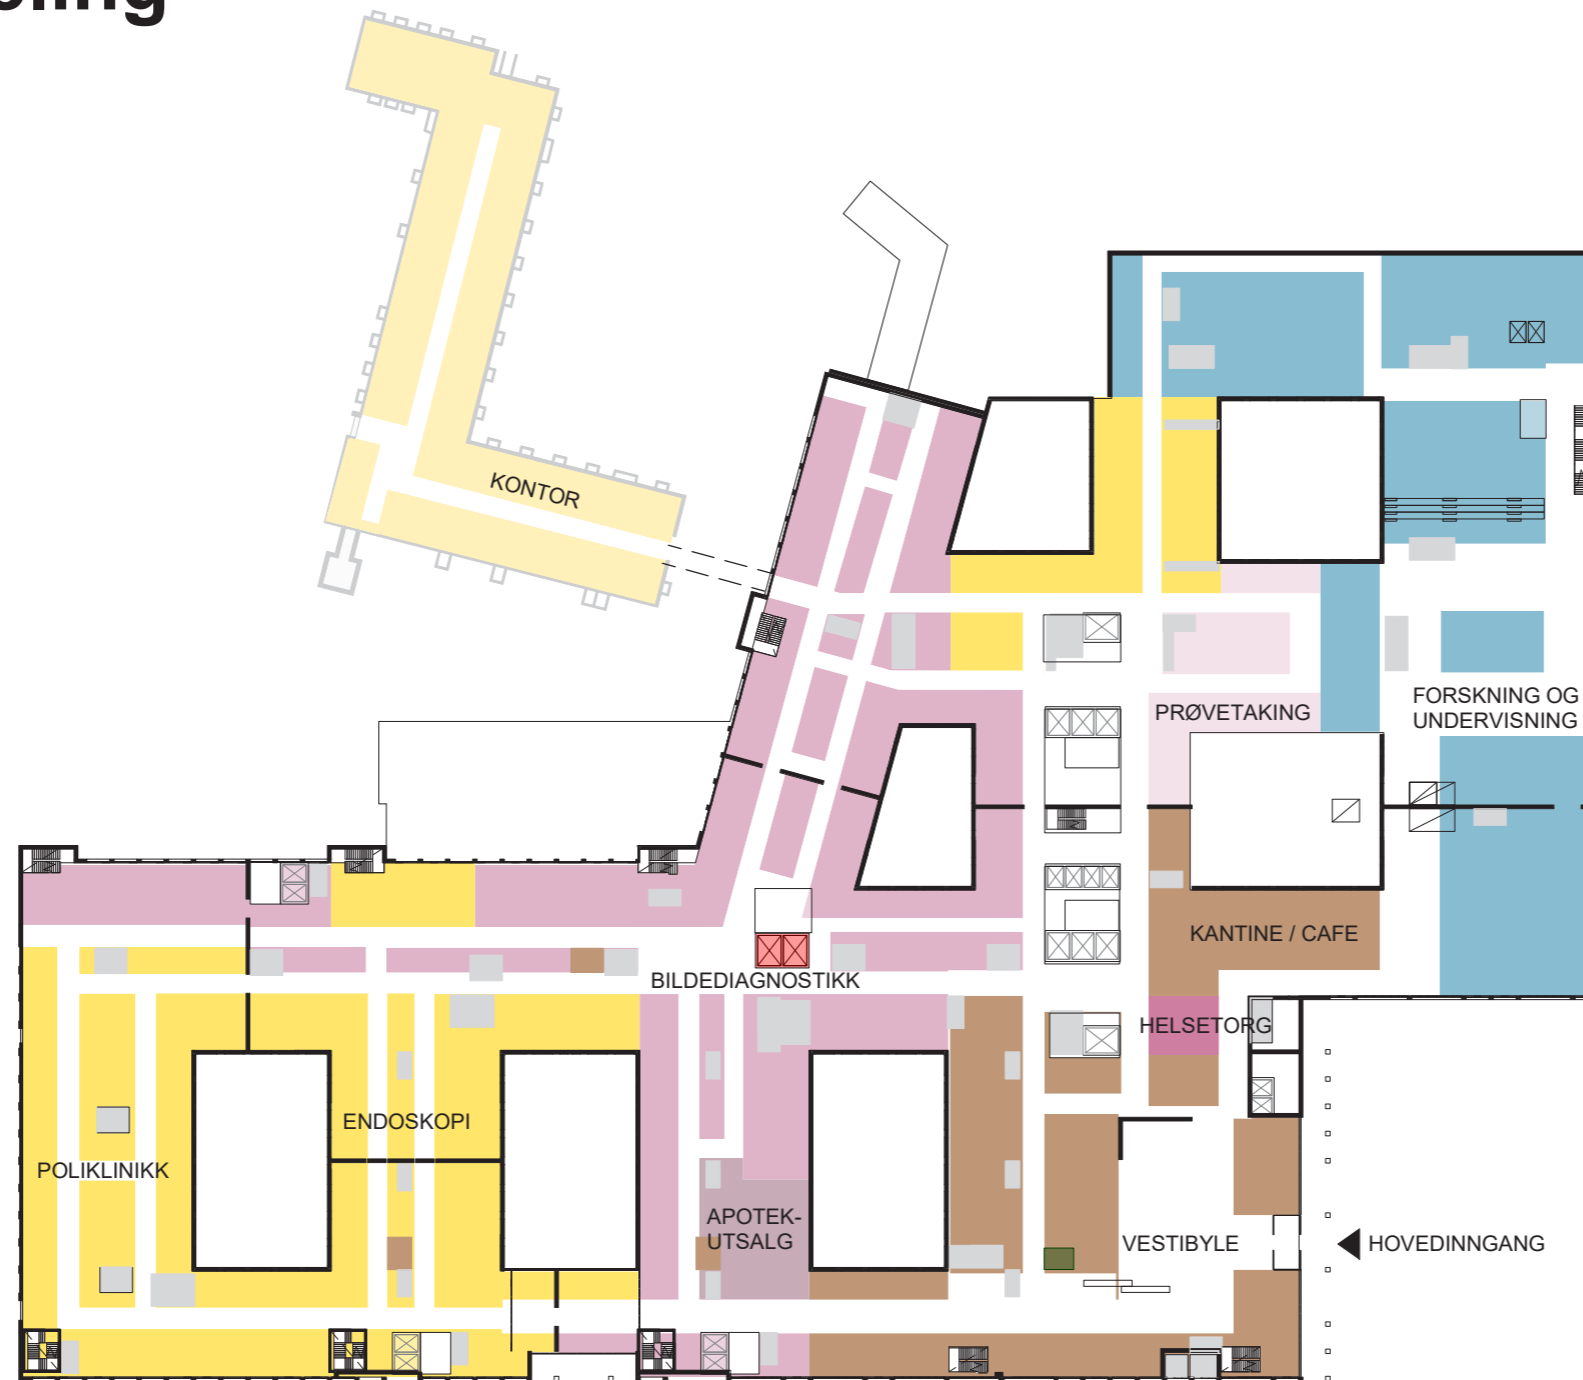 KONTOR
FORSKNING OG
UNDERVISNING
PRØVETAKING
KANTINE / CAFE
BILDEDIAGNOSTIKK
HELSETORG
ENDOSKOPI
POLIKLINIKK
APOTEK-
UTSALG
VESTIBYLE
HOVEDINNGANG